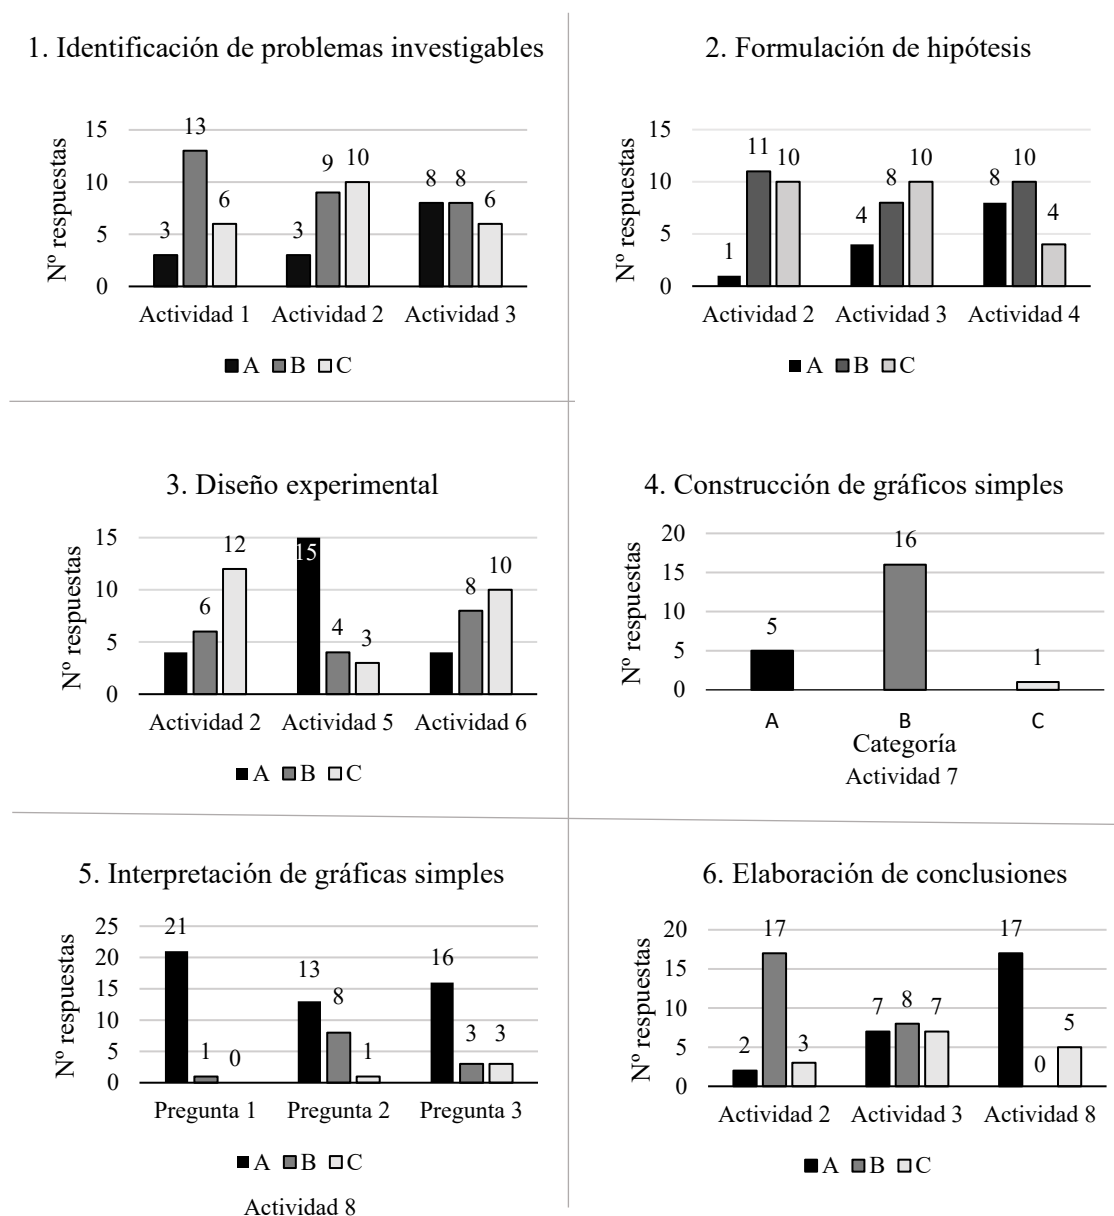 1. Identificación de problemas investigables
Nº respuestas
15
10
5
0
3
13
6
3
9
10
8
8
6
Actividad 1 Actividad 2 Actividad 3
A B C
2. Formulación de hipótesis
Nº respuestas
15
10
5
0
1
11
10
4
8
10
8
10
4
Actividad 2 Actividad 3 Actividad 4
A B C
3. Diseño experimental
Nº respuestas
15
10
5
0
6
12
15
4
3
8
10
Actividad 2 Actividad 5 Actividad 6
A B C
4. Construcción de gráficos simples
Nº respuestas
20
15
10
5
0
5
16
1
A B C
Categoría
Actividad 7
5. Interpretación de gráficas simples
Nº respuestas
25
20
15
10
5
0
21
1
0
13
8
1
16
3
3
Pregunta 1 Pregunta 2 Pregunta 3
A B C
Actividad 8
6. Elaboración de conclusiones
Nº respuestas
20
15
10
5
0
2
17
3
7
8
7
17
0
5
Actividad 2 Actividad 3 Actividad 8
A B C